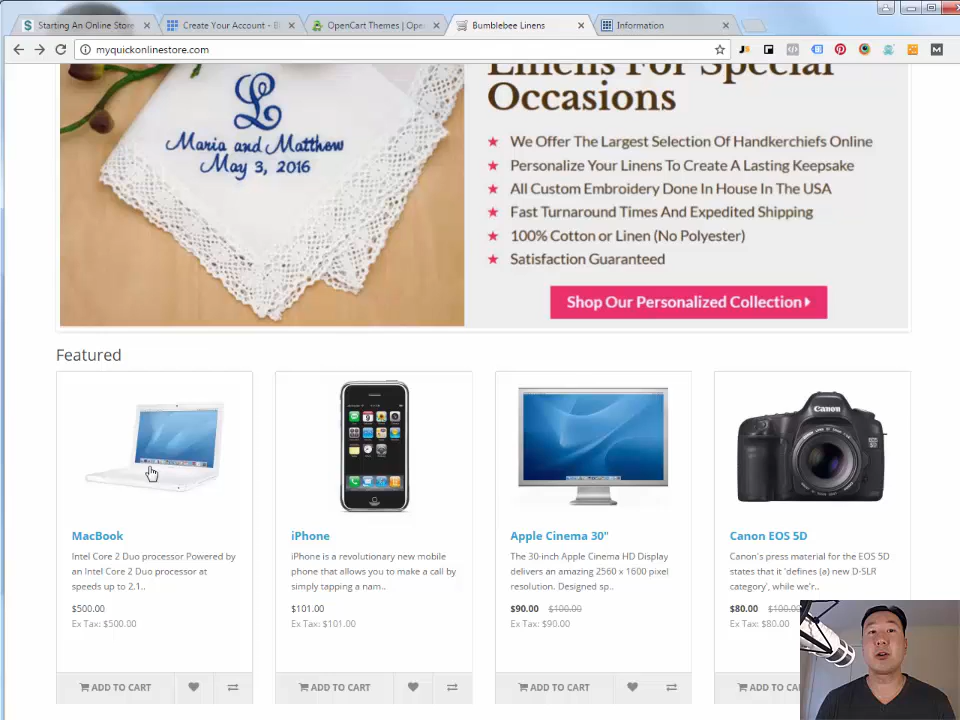 Starting An Online Store
Create Your Account - Bl
OpenCart Themes | Open
Bumblebee Linens
Information
myquickonlinestore.com
L
Maria and Matthew
May 3, 2016
Linens For Special
Occasions
★ We Offer The Largest Selection Of Handkerchiefs Online
★ Personalize Your Linens To Create A Lasting Keepsake
★ All Custom Embroidery Done In House In The USA
★ Fast Turnaround Times And Expedited Shipping
★ 100% Cotton or Linen (No Polyester)
★ Satisfaction Guaranteed
Shop Our Personalized Collection
Featured
Canon
MacBook
Intel Core 2 Duo processor Powered by
an Intel Core 2 Duo processor at
speeds up to 2.1..
$500.00
Ex Tax: $500.00
ADD TO CART
iPhone
iPhone is a revolutionary new mobile
phone that allows you to make a call by
simply tapping a nam..
$101.00
Ex Tax: $101.00
ADD TO CART
Apple Cinema 30"
The 30-inch Apple Cinema HD Display
delivers an amazing 2560 x 1600 pixel
resolution. Designed sp..
$90.00 $100.00
Ex Tax: $90.00
ADD TO CART
Canon EOS 5D
Canon's press material for the EOS 5D
states that it 'defines (a) new D-SLR
category', while we'r..
$80.00 $100.00
Ex Tax: $80.00
ADD TO CA